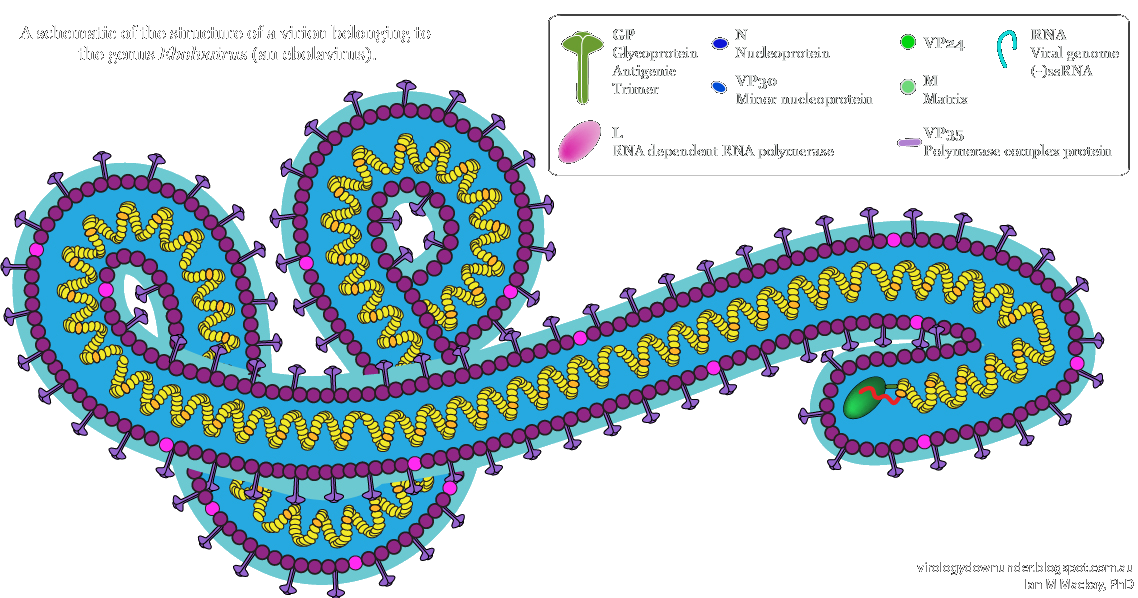 A schematic of the structure of a virion belonging to
the genus Ebolavirus (an ebolavirus).
GP
Glycoprotein
Antigenic
Trimer
N
Nucleoprotein
VP30
Minor nucleoprotein
VP24
M
Matrix
RNA
Viral genome
(-)ssRNA
L
RNA dependent RNA polymerase
VP35
Polymerase complex protein
virologydownunder.blogspot.com.au
Ian M Mackay, PhD